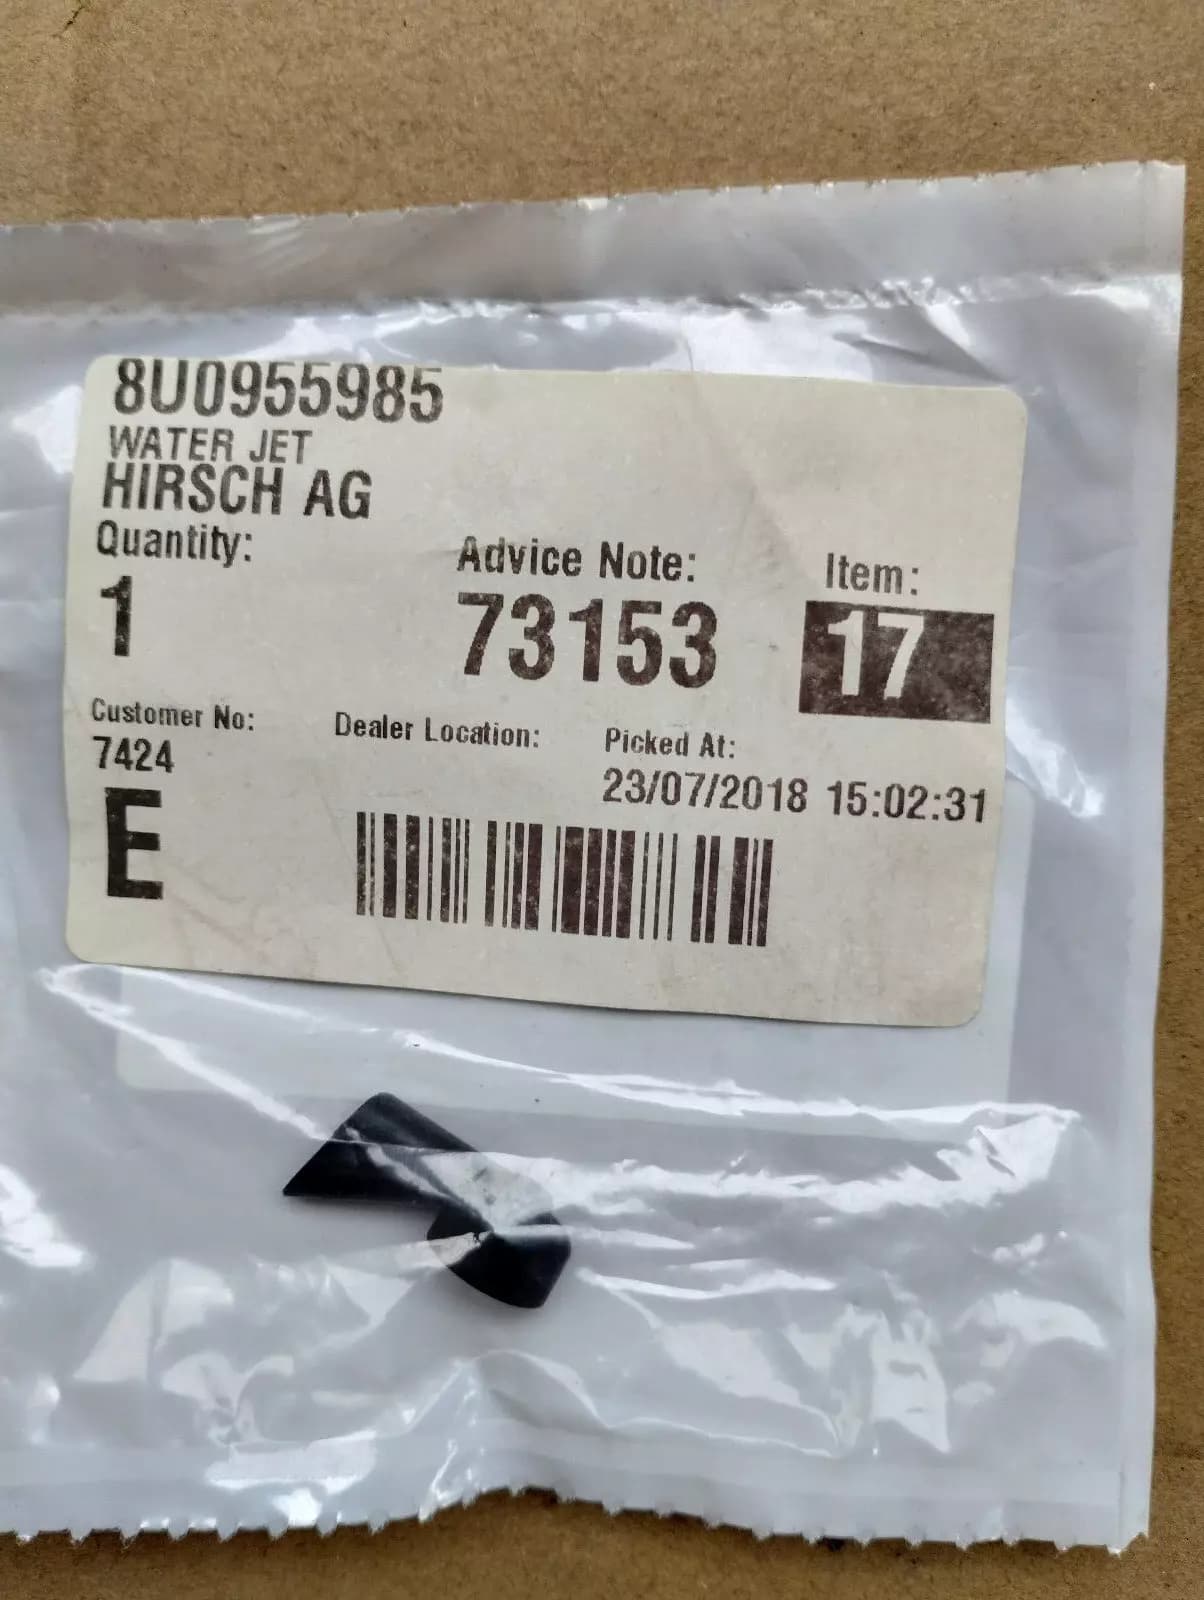 8U0955985
WATER JET
HIRSCH AG
Quantity: Advice Note: Item:
1 73153 17
Customer No: Dealer Location: Picked At:
7424 23/07/2018 15:02:31
E